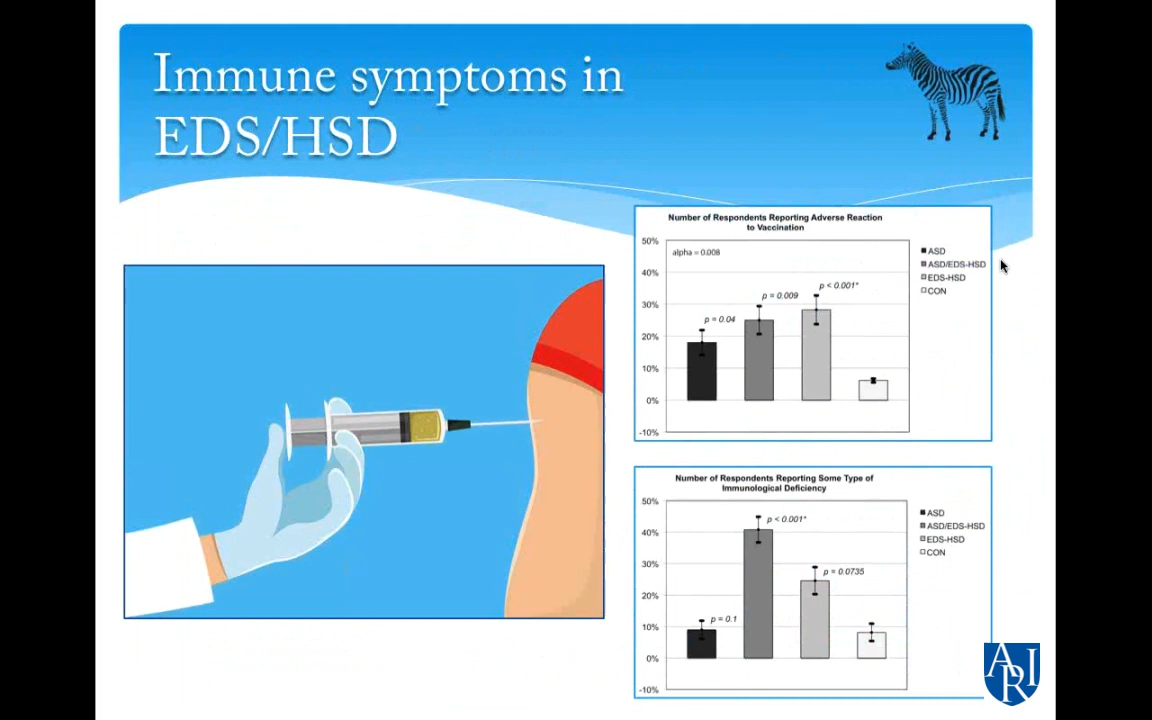 Immune symptoms in
EDS/HSD
Number of Respondents Reporting Adverse Reaction
to Vaccination
50%
alpha = 0.008
ASD
ASD/EDS-HSD
EDS-HSD
CON
40%
p < 0.001*
p = 0.009
30%
p = 0.04
20%
10%
0%
-10%
Number of Respondents Reporting Some Type of
Immunological Deficiency
50%
ASD
ASD/EDS-HSD
EDS-HSD
CON
p < 0.001*
40%
p = 0.0735
30%
20%
p = 0.1
10%
0%
-10%
ARI